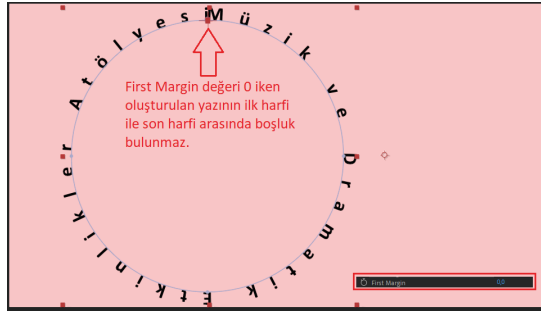 Müzik ve Dramatik Etkinlikler Atölyesi
First Margin değeri 0 iken
oluşturulan yazının ilk harfi
ile son harfi arasında boşluk
bulunmaz.
First Margin 0,0